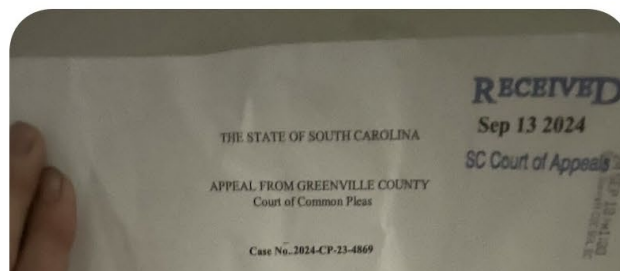 RECEIVED
Sep 13 2024
SC Court of Appeals
THE STATE OF SOUTH CAROLINA
APPEAL FROM GREENVILLE COUNTY
Court of Common Pleas
Case No. 2024-CP-23-4869